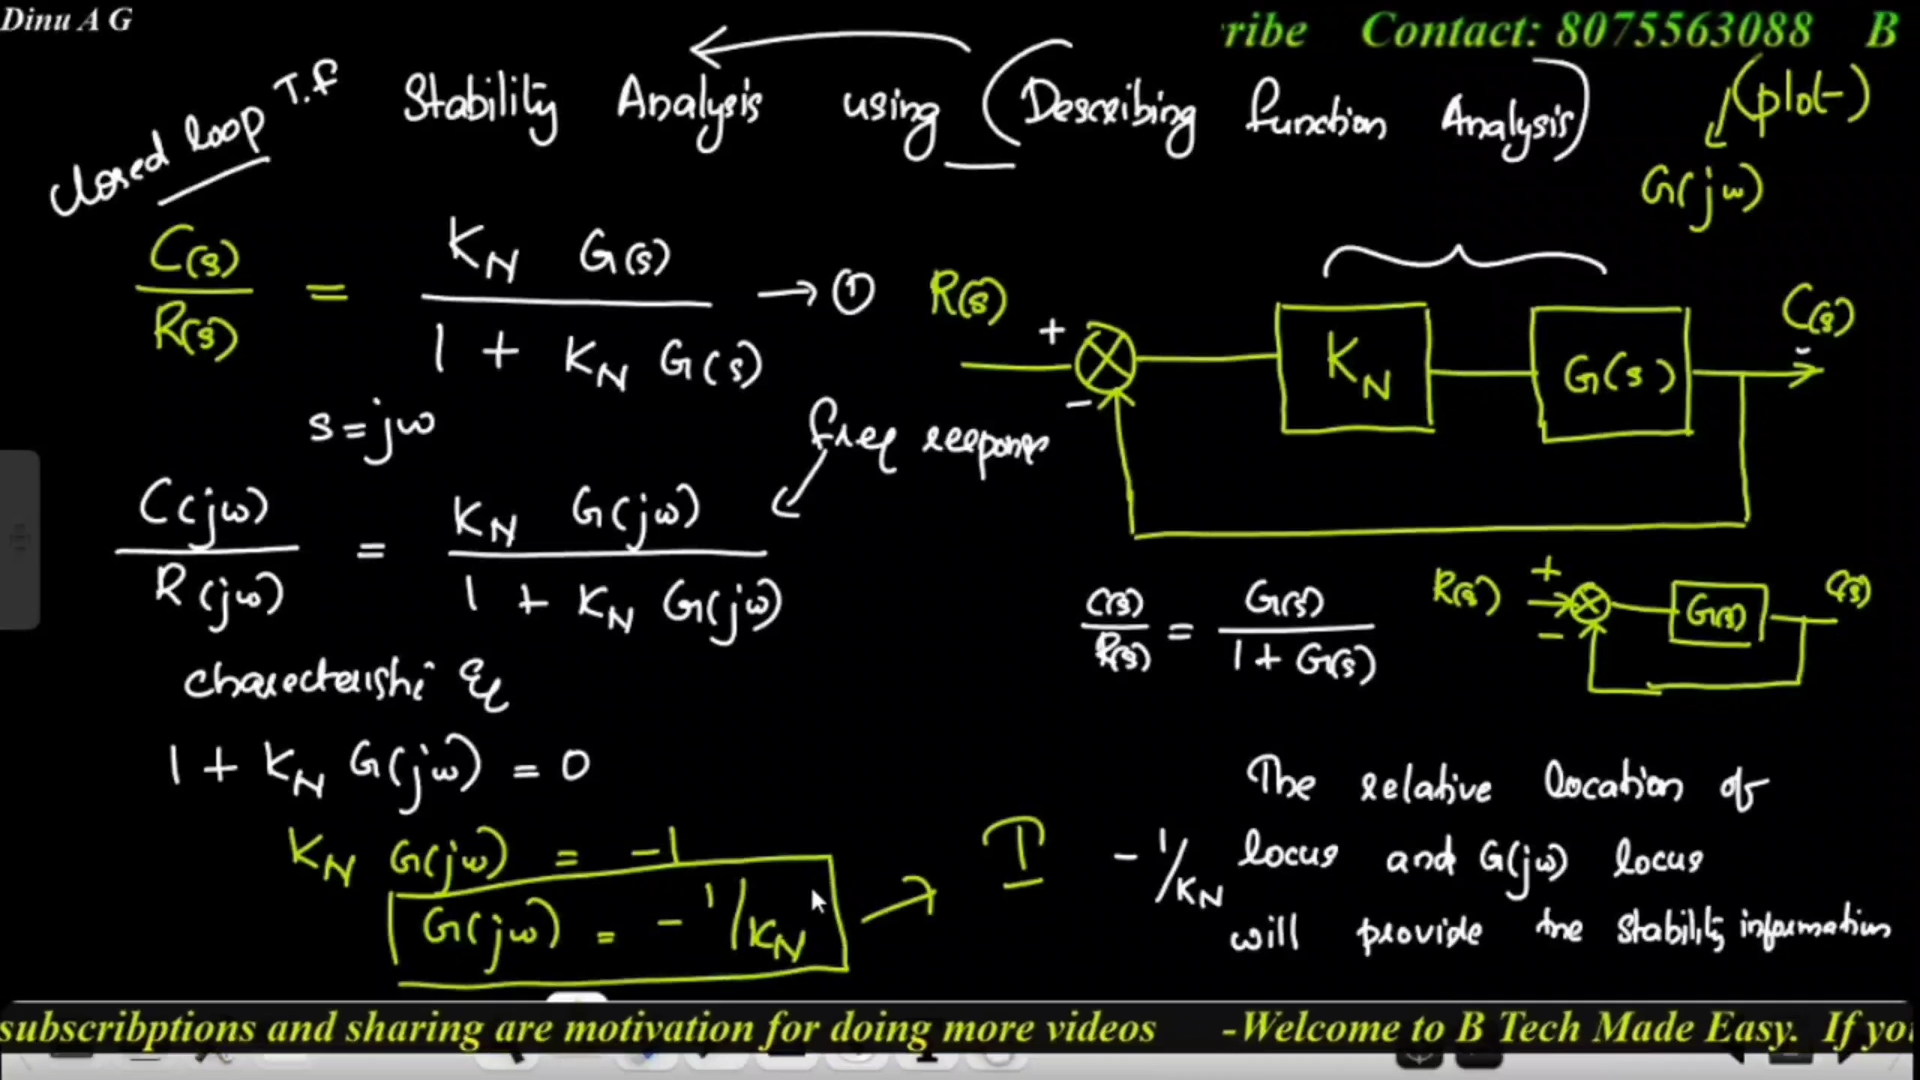 Dinu A G
ribe Contact: 8075563088 B
closed loop T.f
Stability Analysis using (Describing function Analysis)
(plot)
G(jω)
C(s)/R(s) = K_N G(s) / 1 + K_N G(s) → ①
R(s) + - K_N G(s) C(s)
s = jω
freq response
C(jω)/R(jω) = K_N G(jω) / 1 + K_N G(jω)
C(s)/R(s) = G(s) / 1 + G(s)
R(s) + - G(s) C(s)
1 + K_N G(jω) = 0
K_N G(jω) = -1
G(jω) = -1/K_N → I
The relative location of
-1/K_N locus and G(jω) locus
will provide the stability information
subscribptions and sharing are motivation for doing more videos -Welcome to B Tech Made Easy. If yo